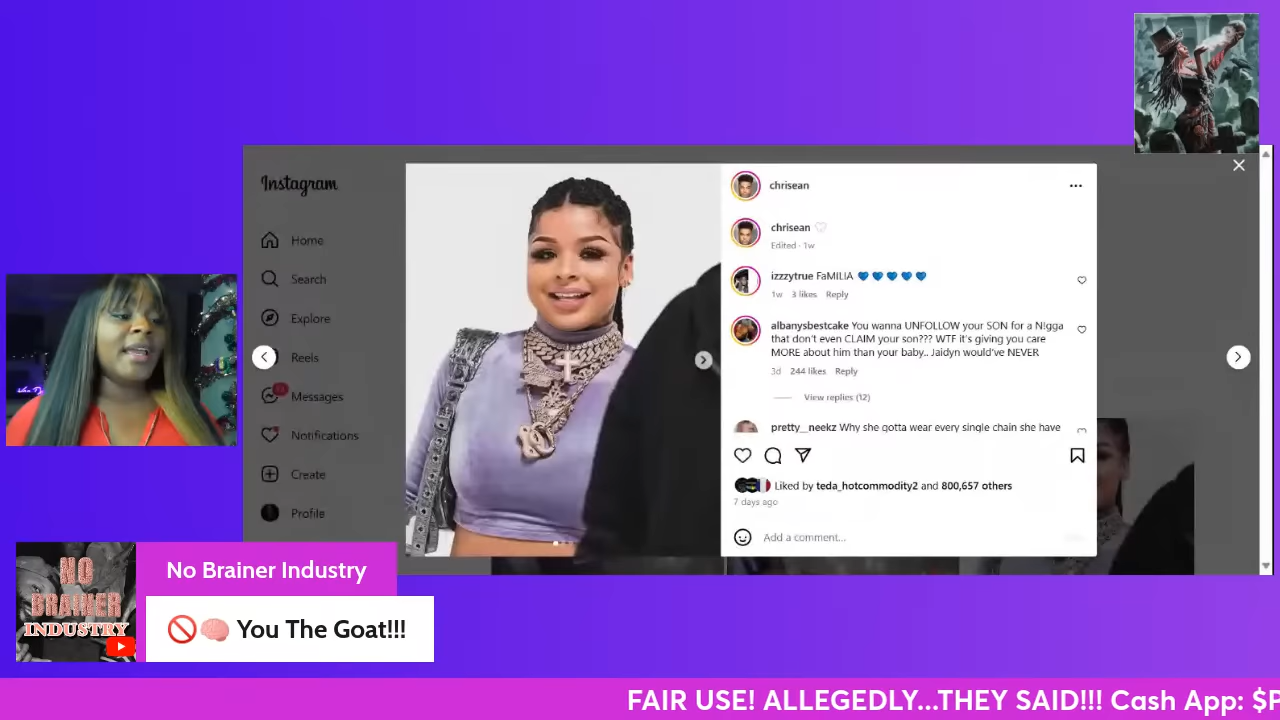 Instagram
Home
Search
Explore
Reels
Messages
Notifications
Create
Profile
chrisean
chrisean 🤍
Edited · 1w
izzzytrue FaMILIA 💙💙💙💙💙
1w 3 likes Reply
albanysbestcake You wanna UNFOLLOW your SON for a N!gga
that don't even CLAIM your son??? WTF it's giving you care
MORE about him than your baby.. Jaidyn would've NEVER
3d 244 likes Reply
View replies (12)
pretty__neekz Why she gotta wear every single chain she have
Liked by teda_hotcommodity2 and 800,657 others
7 days ago
Add a comment...
NO
BRAINER
INDUSTRY
No Brainer Industry
🚫🧠 You The Goat!!!
FAIR USE! ALLEGEDLY...THEY SAID!!! Cash App: $P